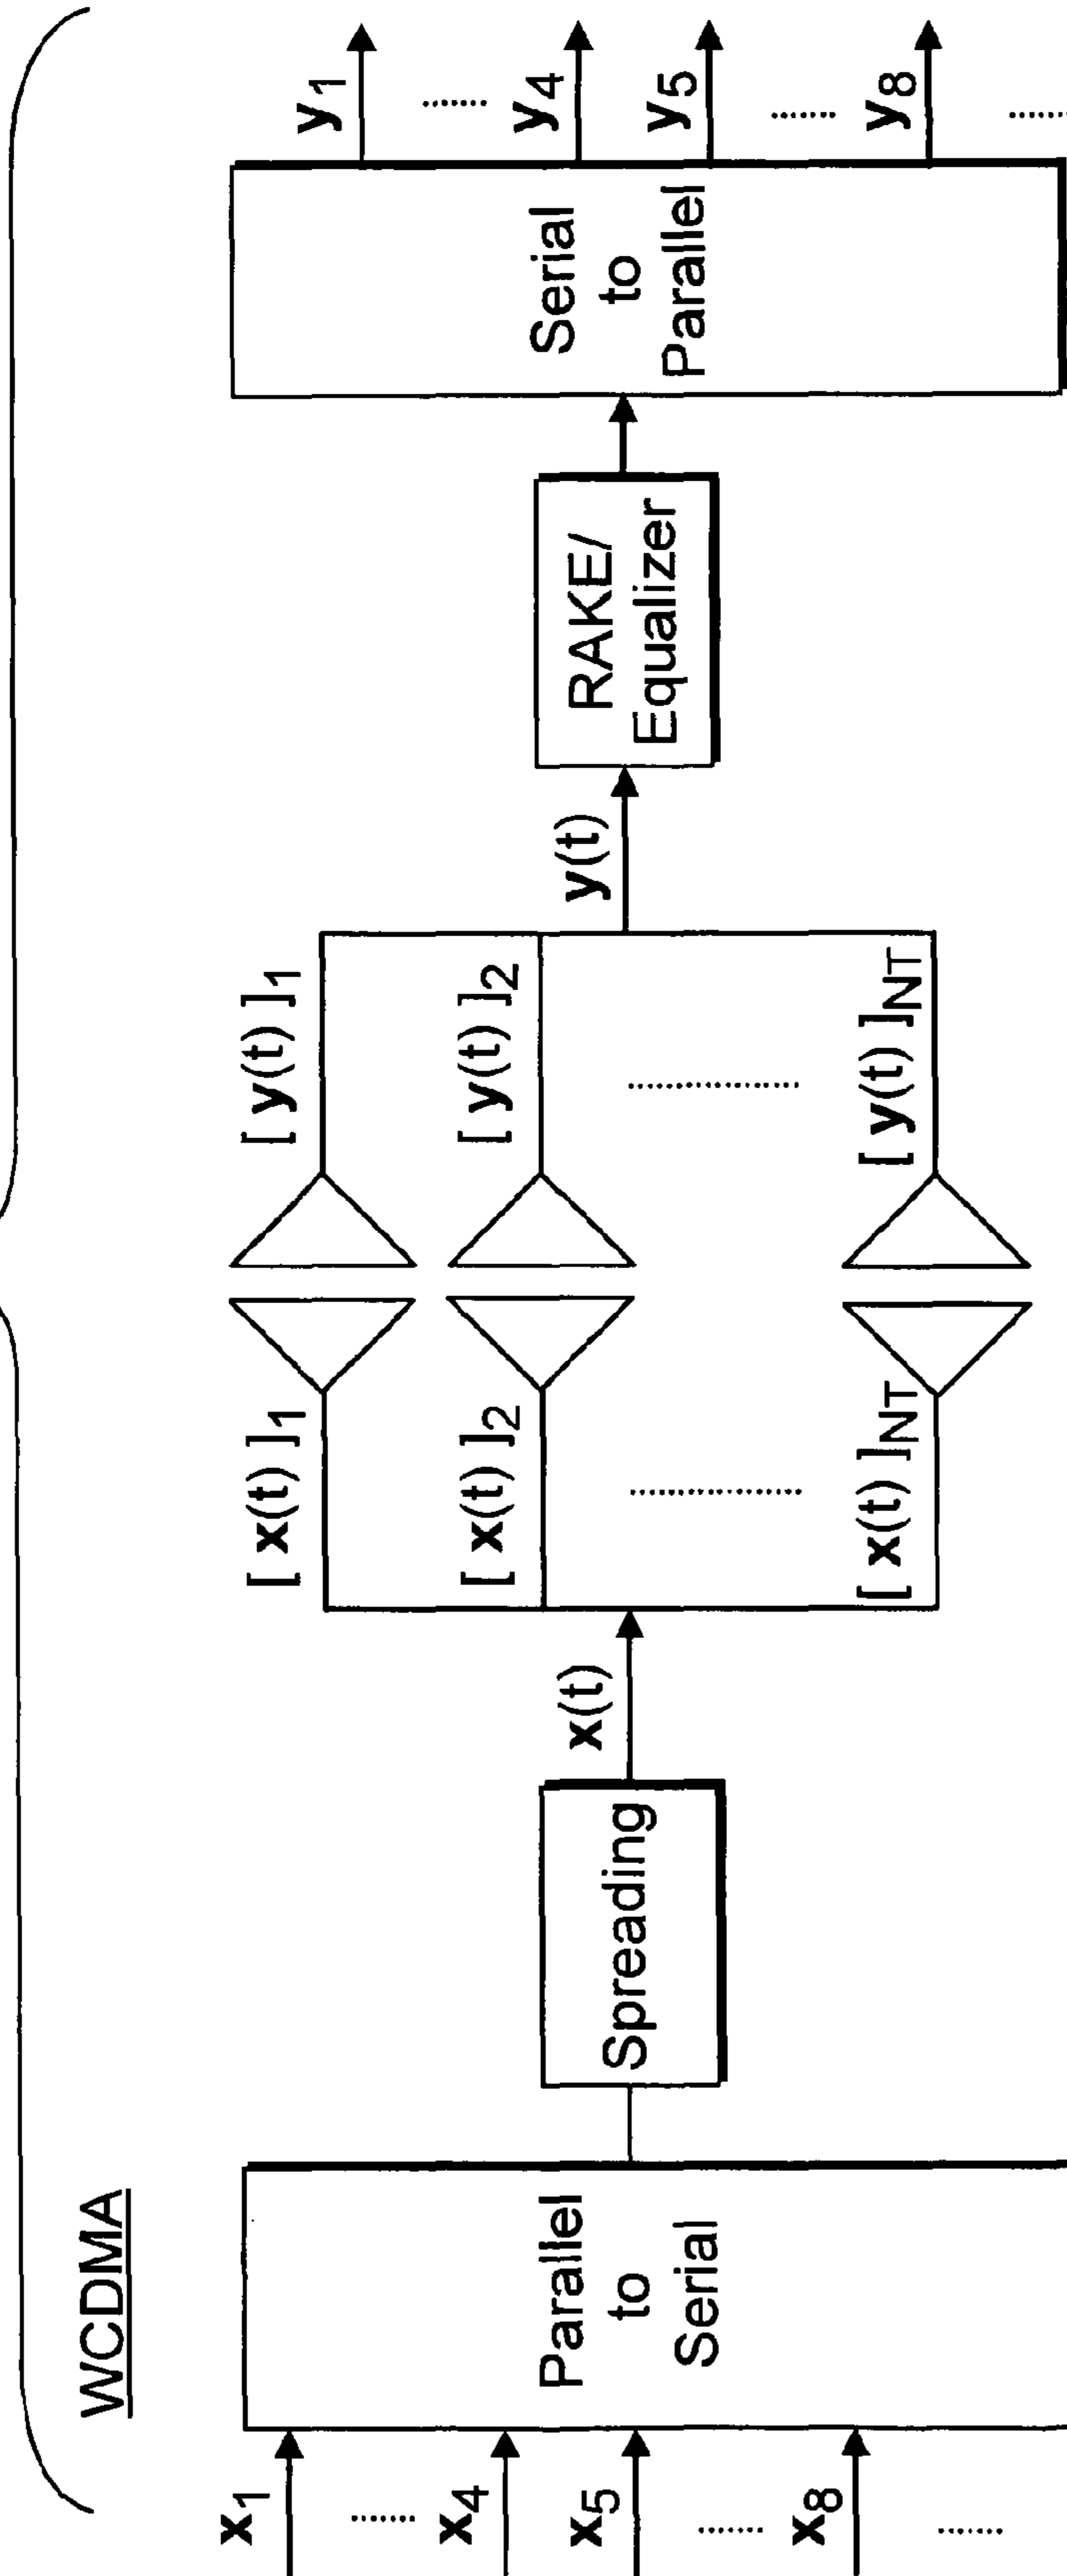 WCDMA
x1
......
x4
x5
......
x8
......
Parallel
to
Serial
Spreading
x(t)
[ x(t) ]1
[ x(t) ]2
..............
[ x(t) ]NT
[ y(t) ]1
[ y(t) ]2
..............
[ y(t) ]NT
y(t)
RAKE/
Equalizer
Serial
to
Parallel
y1
......
y4
y5
......
y8
......